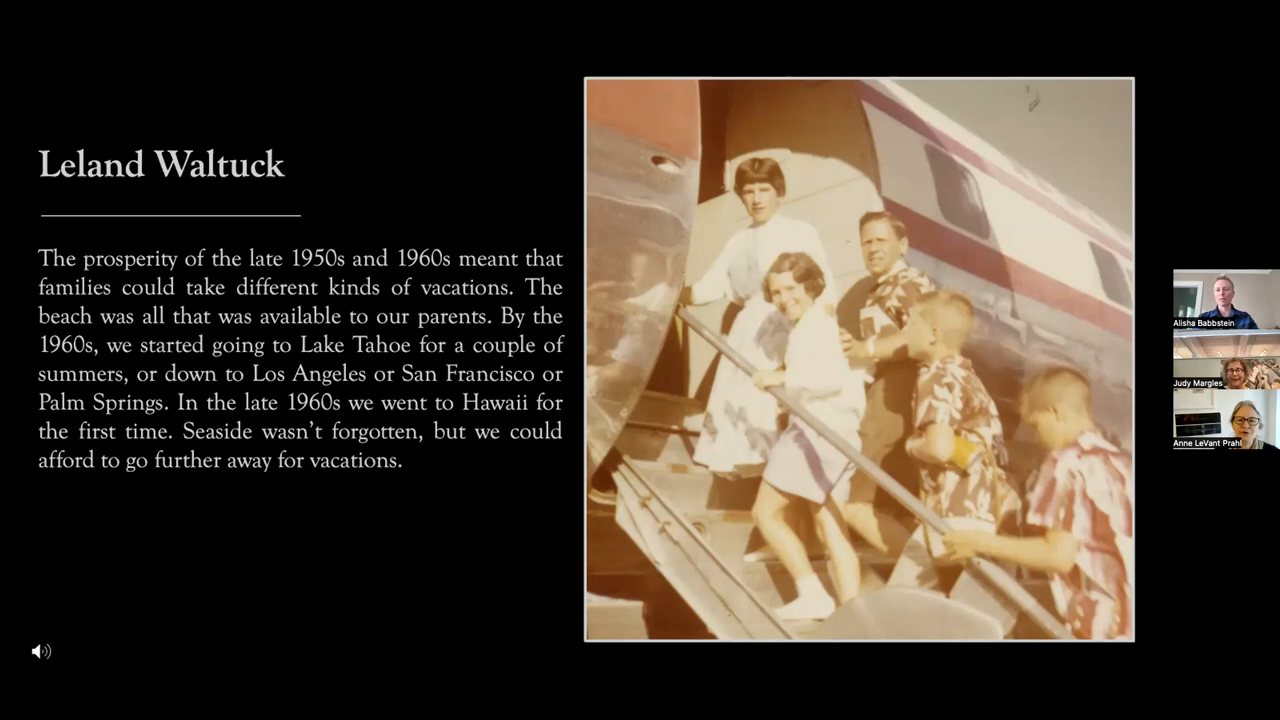 Leland Waltuck
The prosperity of the late 1950s and 1960s meant that
families could take different kinds of vacations. The
beach was all that was available to our parents. By the
1960s, we started going to Lake Tahoe for a couple of
summers, or down to Los Angeles or San Francisco or
Palm Springs. In the late 1960s we went to Hawaii for
the first time. Seaside wasn’t forgotten, but we could
afford to go further away for vacations.
Alisha Babbstein
Judy Margles
Anne LeVant Prahl